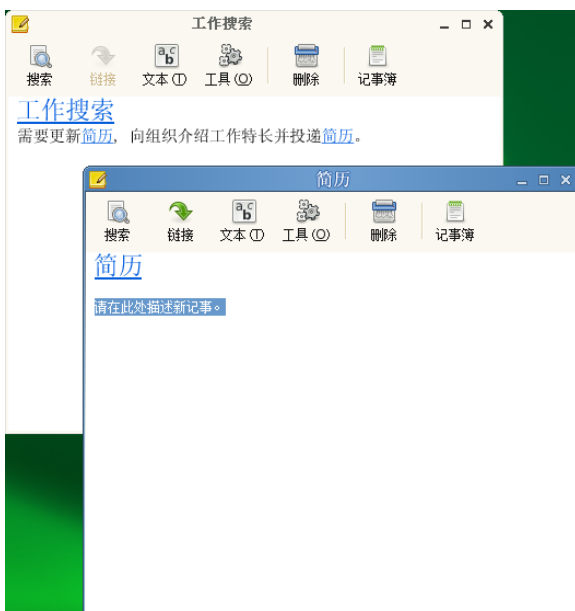 工作搜索
搜索 链接 文本(T) 工具(O) 删除 记事簿
工作搜索
需要更新简历，向组织介绍工作特长并投递简历。
简历
搜索 链接 文本(T) 工具(O) 删除 记事簿
简历
请在此处描述新记事。